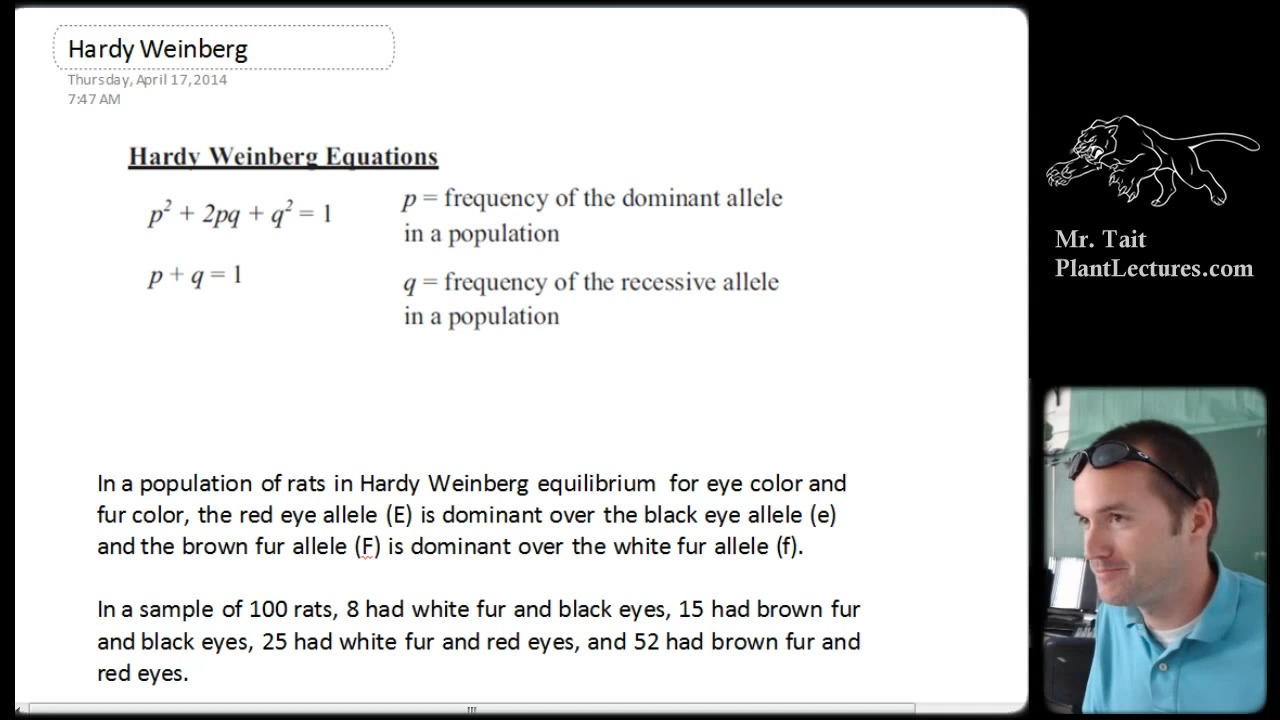 Hardy Weinberg
Thursday, April 17, 2014
7:47 AM
Hardy Weinberg Equations
p² + 2pq + q² = 1
p + q = 1
p = frequency of the dominant allele
in a population
q = frequency of the recessive allele
in a population
In a population of rats in Hardy Weinberg equilibrium  for eye color and
fur color, the red eye allele (E) is dominant over the black eye allele (e)
and the brown fur allele (F) is dominant over the white fur allele (f).
In a sample of 100 rats, 8 had white fur and black eyes, 15 had brown fur
and black eyes, 25 had white fur and red eyes, and 52 had brown fur and
red eyes.
Mr. Tait
PlantLectures.com